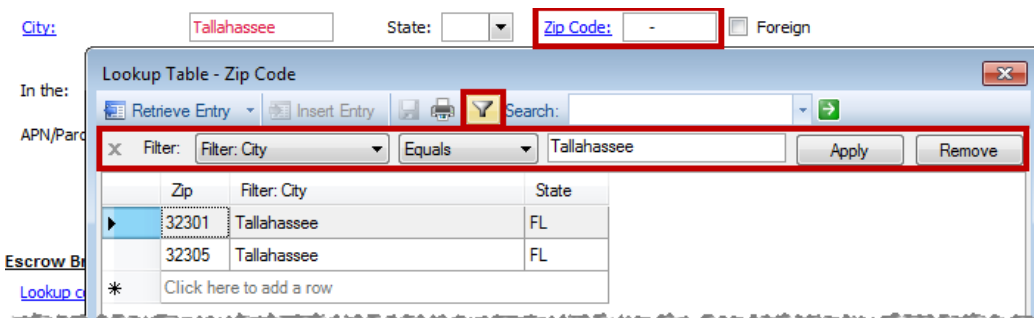 City: Tallahassee State: Zip Code: - Foreign
Lookup Table - Zip Code
In the:
Retrieve Entry Insert Entry Search:
APN/Parc
Filter: Filter: City Equals Tallahassee Apply Remove
Zip Filter: City State
32301 Tallahassee FL
32305 Tallahassee FL
Escrow Br
Click here to add a row
Lookup c